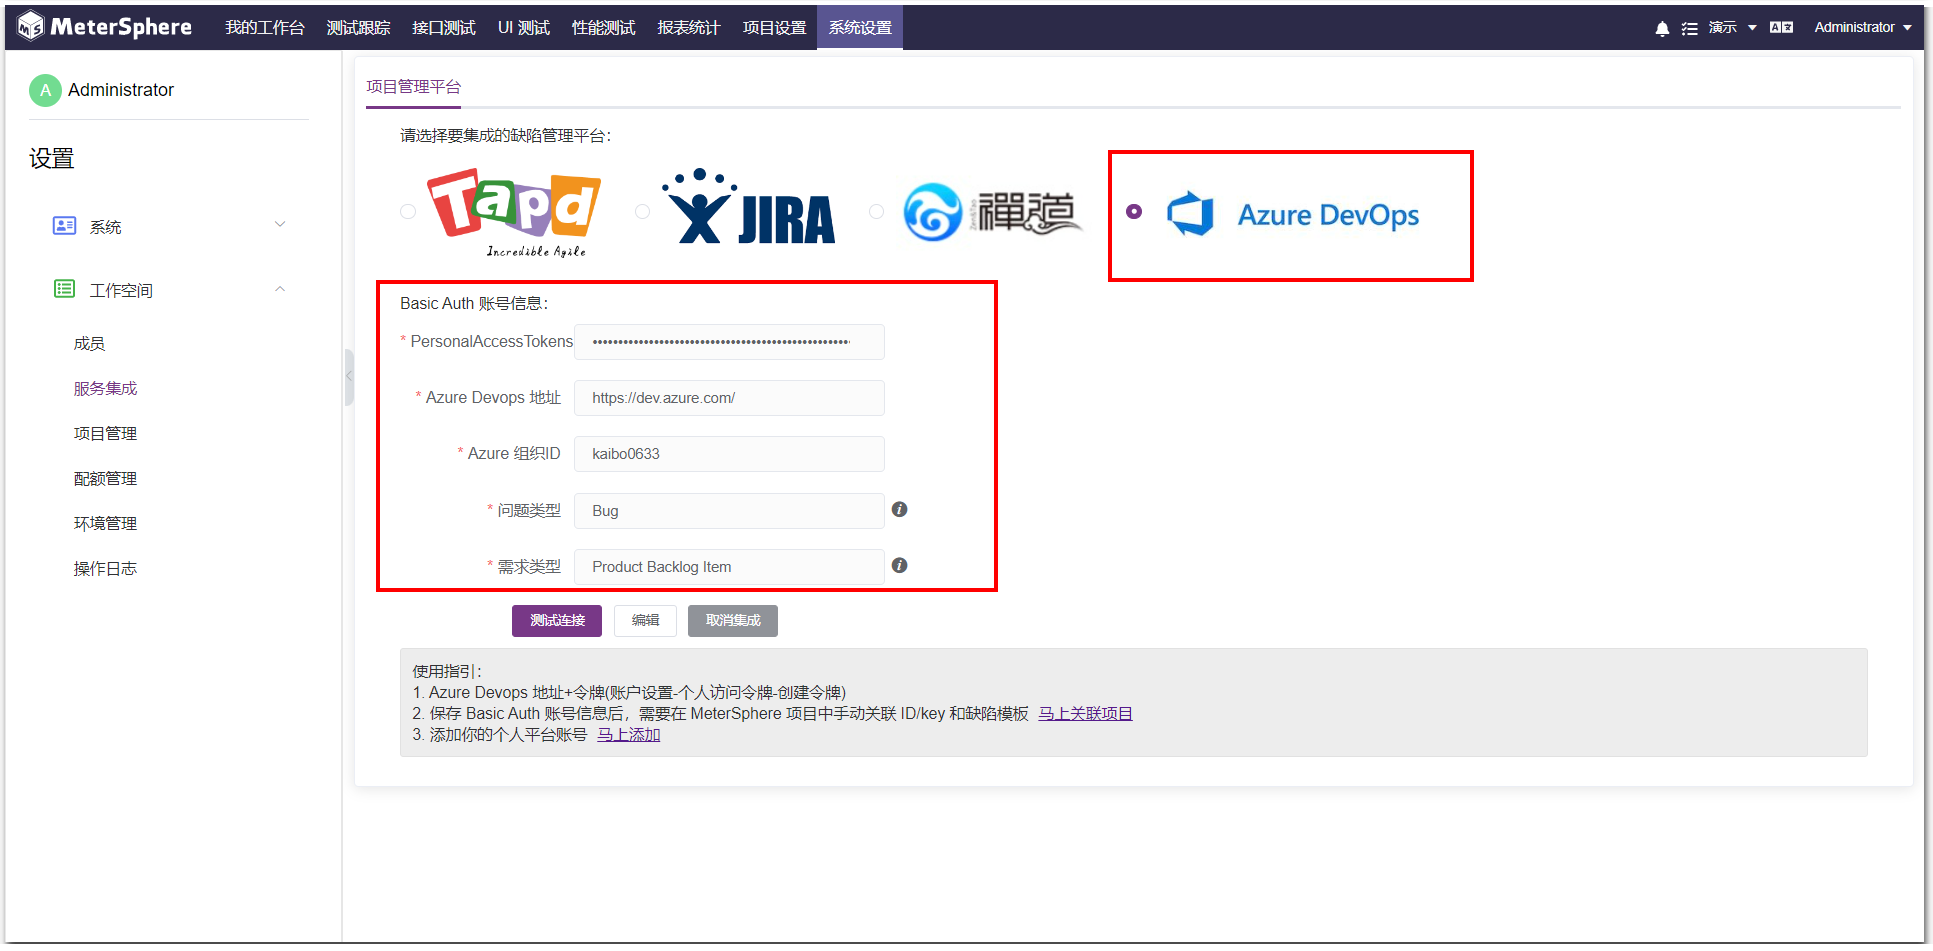 MeterSphere 我的工作台 测试跟踪 接口测试 UI 测试 性能测试 报表统计 项目设置 系统设置 演示 Administrator
A Administrator
设置
系统
工作空间
成员
服务集成
项目管理
配额管理
环境管理
操作日志
项目管理平台
请选择要集成的缺陷管理平台：
Tapd
Incredible Agile
JIRA
禪道
Azure DevOps
Basic Auth 账号信息：
* PersonalAccessTokens
* Azure Devops 地址 https://dev.azure.com/
* Azure 组织ID kaibo0633
* 问题类型 Bug
* 需求类型 Product Backlog Item
测试连接 编辑 取消集成
使用指引：
1. Azure Devops 地址+令牌(账户设置-个人访问令牌-创建令牌)
2. 保存 Basic Auth 账号信息后，需要在 MeterSphere 项目中手动关联 ID/key 和缺陷模板 马上关联项目
3. 添加你的个人平台账号 马上添加